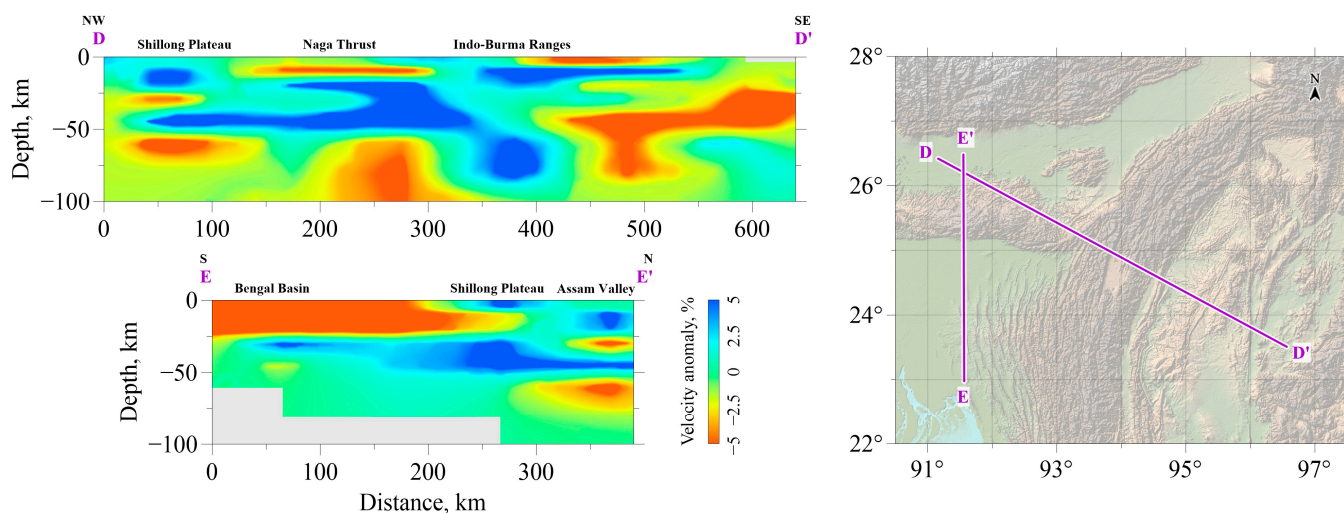 NW
D
SE
D'
Shillong Plateau
Naga Thrust
Indo-Burma Ranges
Depth, km
0
−50
−100
0
100
200
300
400
500
600
S
E
N
E'
Bengal Basin
Shillong Plateau
Assam Valley
Depth, km
0
−50
−100
0
100
200
300
Distance, km
Velocity anomaly, %
5
2.5
0
−2.5
−5
28°
26°
24°
22°
91°
93°
95°
97°
N
D
E'
D'
E